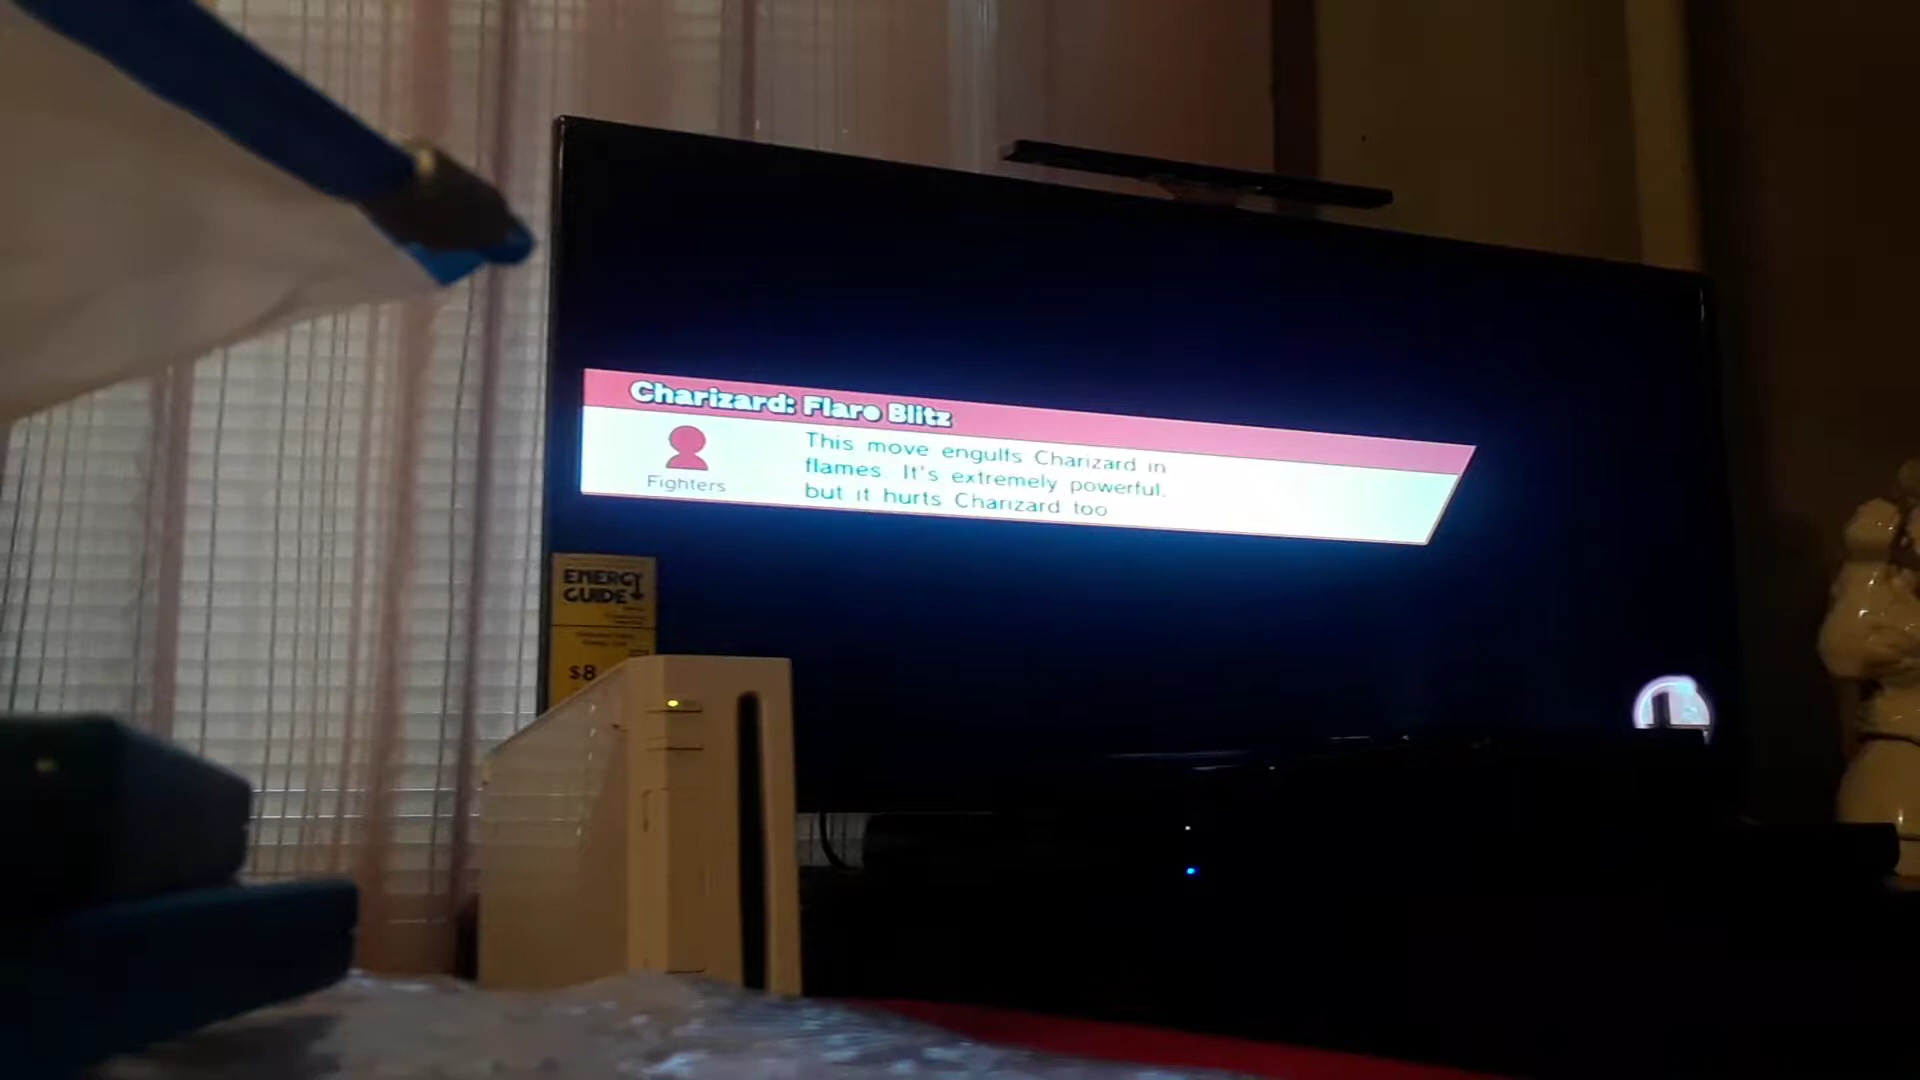 Charizard: Flare Blitz
This move engulfs Charizard in
flames. It's extremely powerful.
but it hurts Charizard too
Fighters
ENERGY
GUIDE
$8